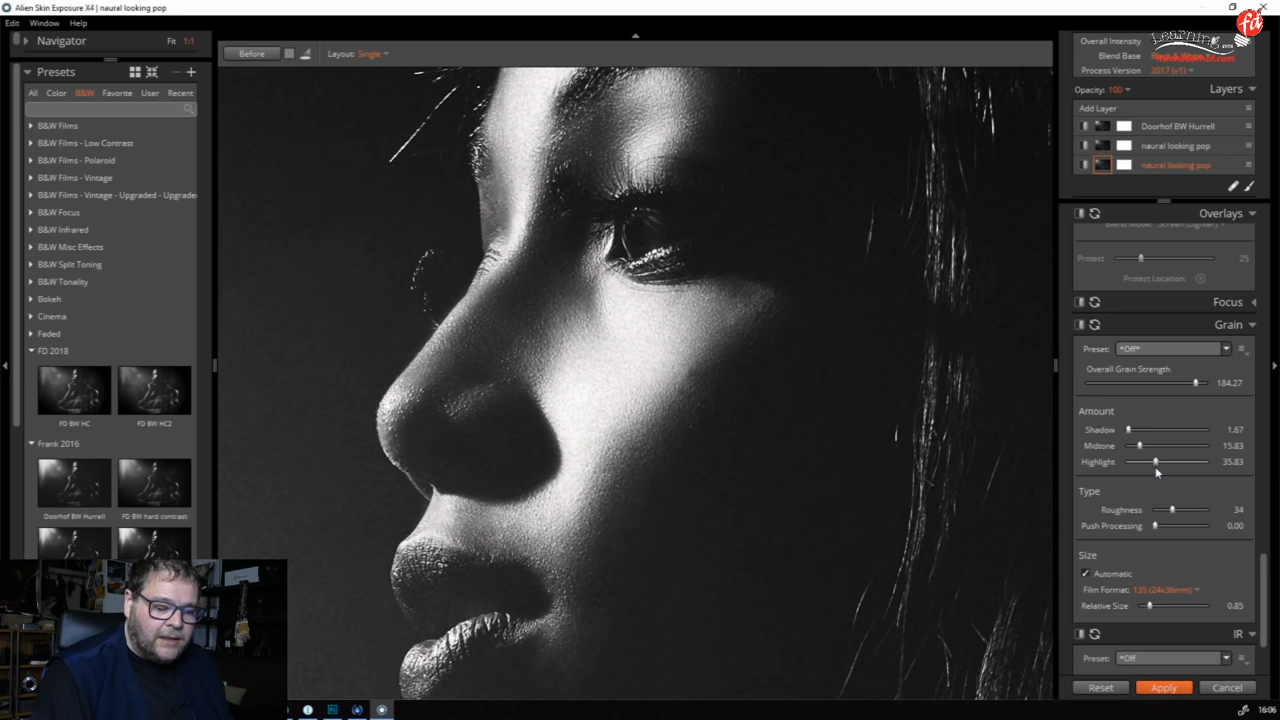 Alien Skin Exposure X4 | naural looking pop
Edit Window Help
Navigator Fit 1:1
Presets
All Color B&W Favorite User Recent
B&W Films
B&W Films - Low Contrast
B&W Films - Polaroid
B&W Films - Vintage
B&W Films - Vintage - Upgraded - Upgrade
B&W Focus
B&W Infrared
B&W Misc Effects
B&W Split Toning
B&W Tonality
Bokeh
Cinema
Faded
FD 2018
FD BW HC FD BW HC2
Frank 2016
Doorhof BW Hurrell FD BW hard contrast
Before Layout: Single
Overall Intensity
Blend Base
Process Version 2017 (v1)
fd
Learning
Opacity: 100 Layers
Add Layer
Doorhof BW Hurrell
naural looking pop
naural looking pop
Overlays
Blend Mode: Screen (Lighter)
Protect 25
Protect Location:
Focus
Grain
Preset: *Off*
Overall Grain Strength
184.27
Amount
Shadow 1.67
Midtone 15.83
Highlight 35.83
Type
Roughness 34
Push Processing 0.00
Size
Automatic
Film Format: 135 (24x36mm)
Relative Size 0.85
IR
Preset: *Off
Reset Apply Cancel
Ps
16:06